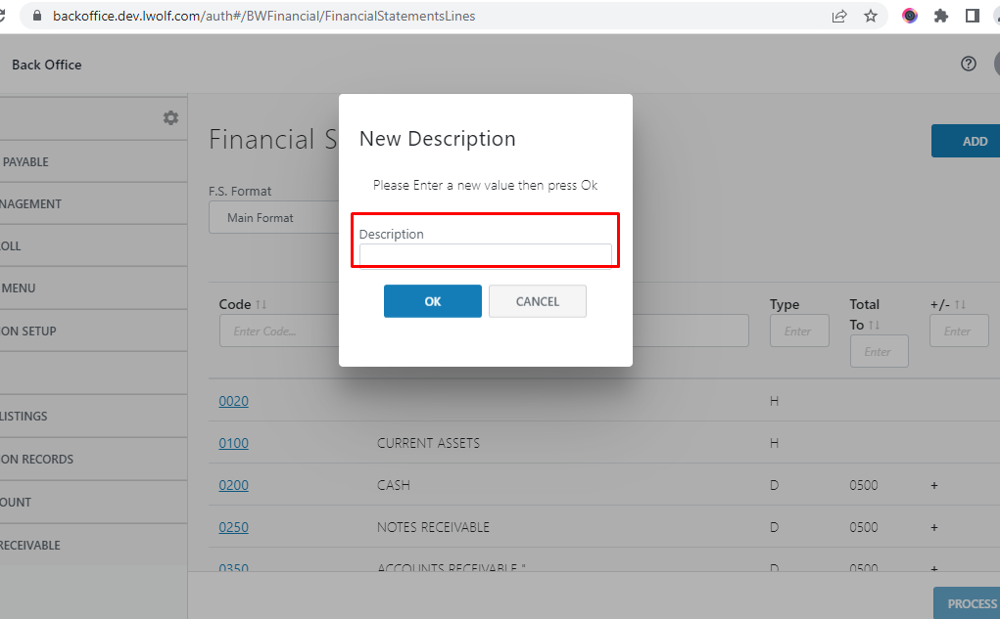 backoffice.dev.lwolf.com/auth#/BWFinancial/FinancialStatementsLines
Back Office
PAYABLE
NAGEMENT
OLL
MENU
ON SETUP
LISTINGS
ON RECORDS
OUNT
RECEIVABLE
Financial S
ADD
F.S. Format
Main Format
New Description
Please Enter a new value then press Ok
Description
OK CANCEL
Code ↑↓ Type Total To ↑↓ +/- ↑↓
Enter Code... Enter Enter Enter
0020 H
0100 CURRENT ASSETS H
0200 CASH D 0500 +
0250 NOTES RECEIVABLE D 0500 +
0350 ACCOUNTS RECEIVABLE * D 0500 +
PROCESS